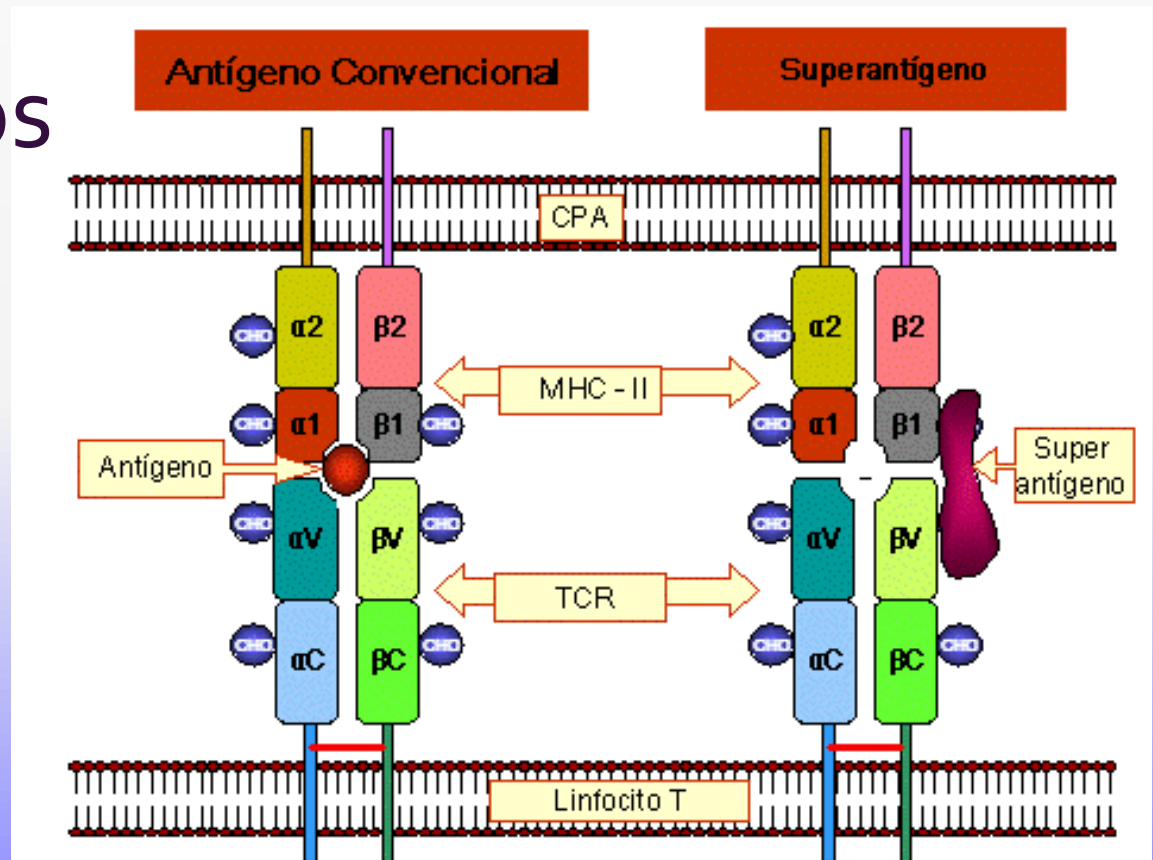 Antígeno Convencional
Superantígeno
os
CPA
α2
β2
α2
β2
CHO
CHO
MHC - II
α1
β1
α1
β1
CHO
CHO
CHO
Antígeno
Super
antígeno
αV
βV
αV
βV
CHO
CHO
CHO
TCR
αC
βC
αC
βC
CHO
CHO
CHO
CHO
Linfocito T